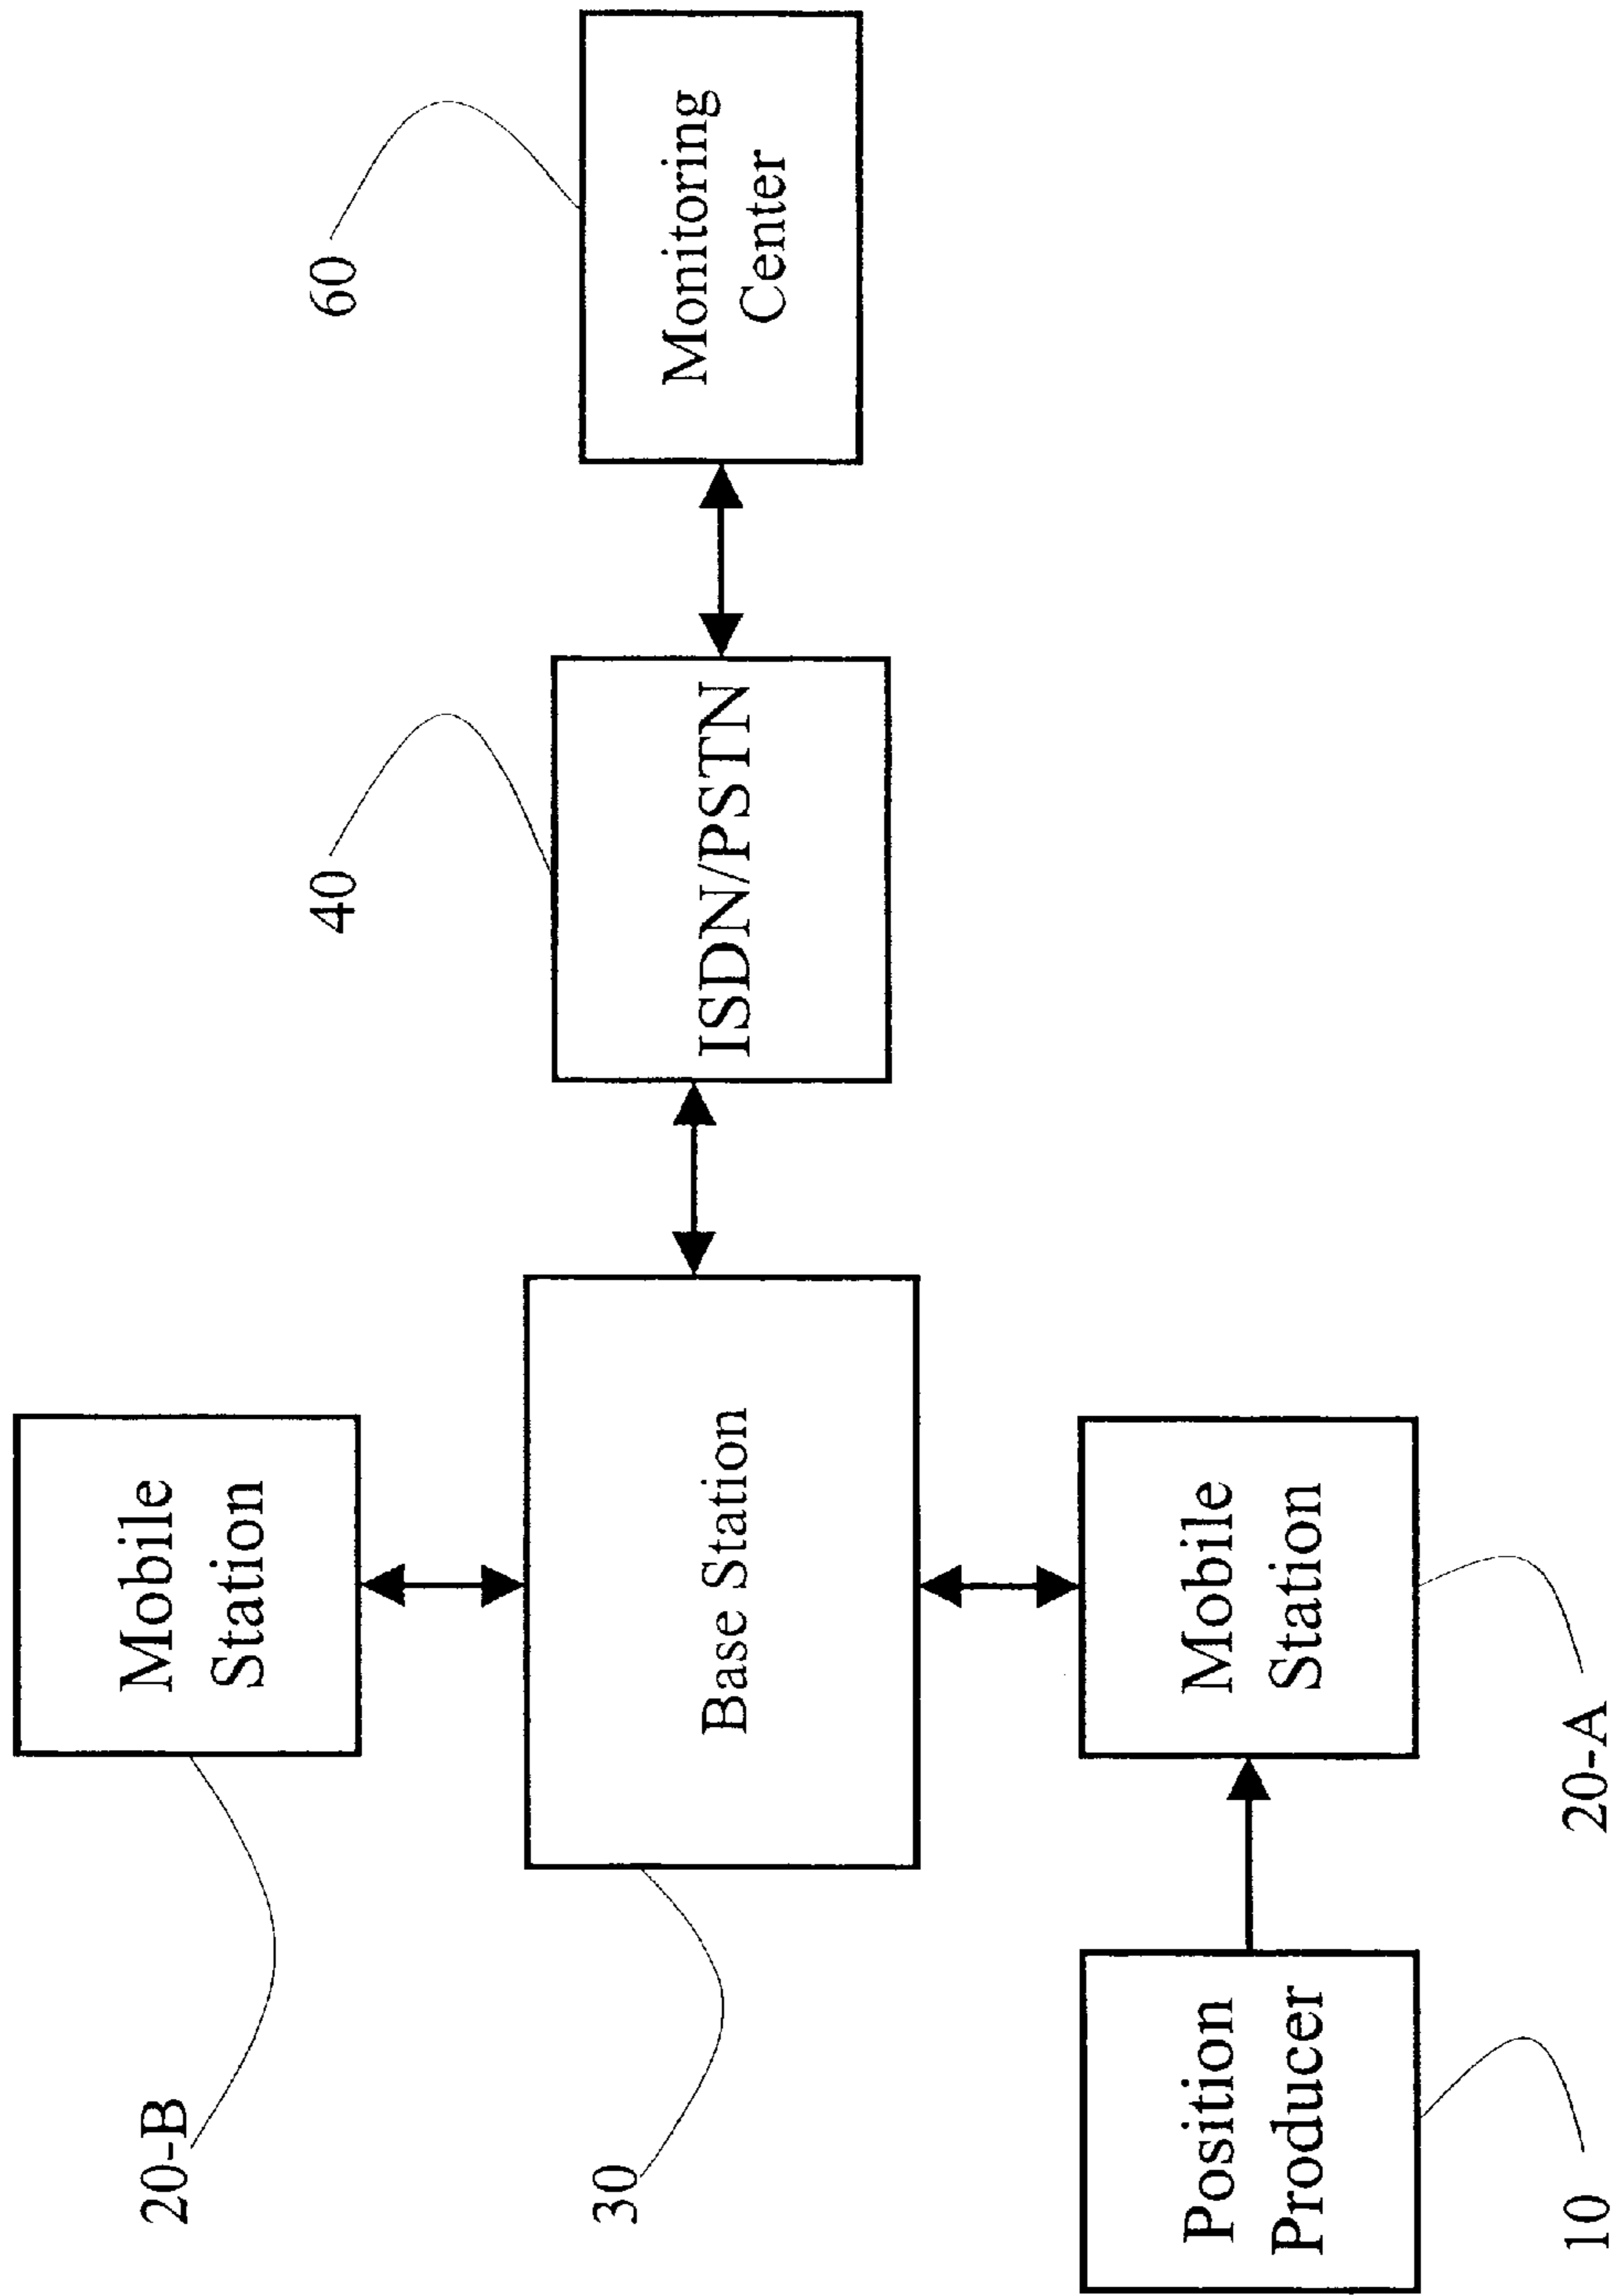 20-B
Mobile
Station
60
40
30
Base Station
ISDN/PSTN
Monitoring
Center
Position
Producer
Mobile
Station
10
20-A